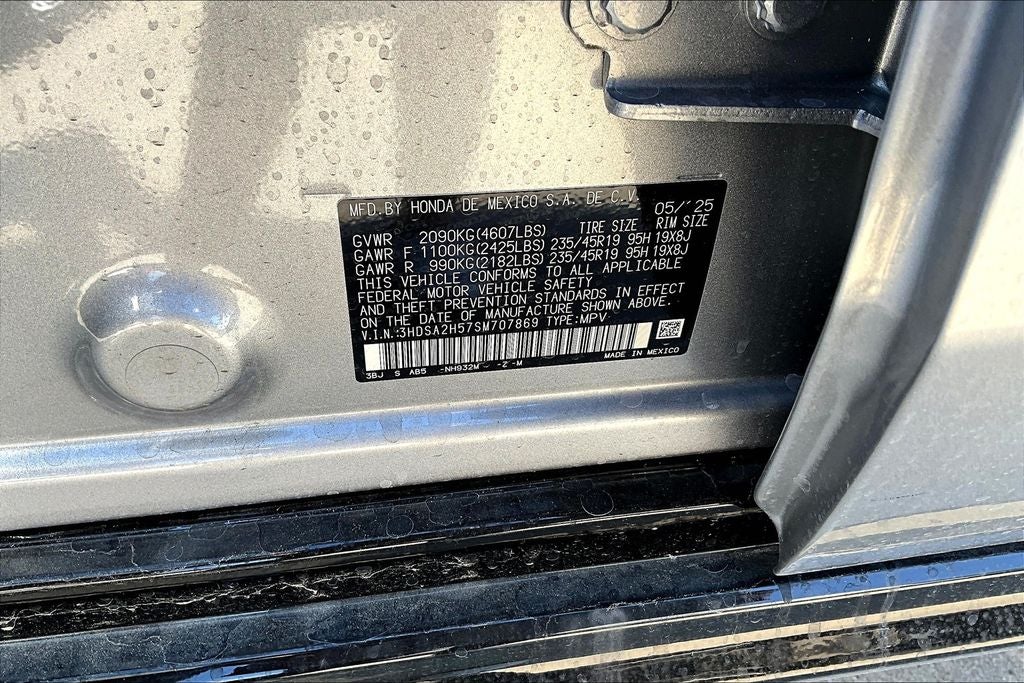 MFD.BY HONDA DE MEXICO S.A. DE C.V. 05/'25
GVWR 2090KG(4607LBS) TIRE SIZE RIM SIZE
GAWR F 1100KG(2425LBS) 235/45R19 95H 19X8J
GAWR R 990KG(2182LBS) 235/45R19 95H 19X8J
THIS VEHICLE CONFORMS TO ALL APPLICABLE
FEDERAL MOTOR VEHICLE SAFETY
AND THEFT PREVENTION STANDARDS IN EFFECT
ON THE DATE OF MANUFACTURE SHOWN ABOVE.
V.I.N.:3HDSA2H57SM707869 TYPE:MPV
MADE IN MEXICO
3BJ S AB5 -NH932M -Z -M